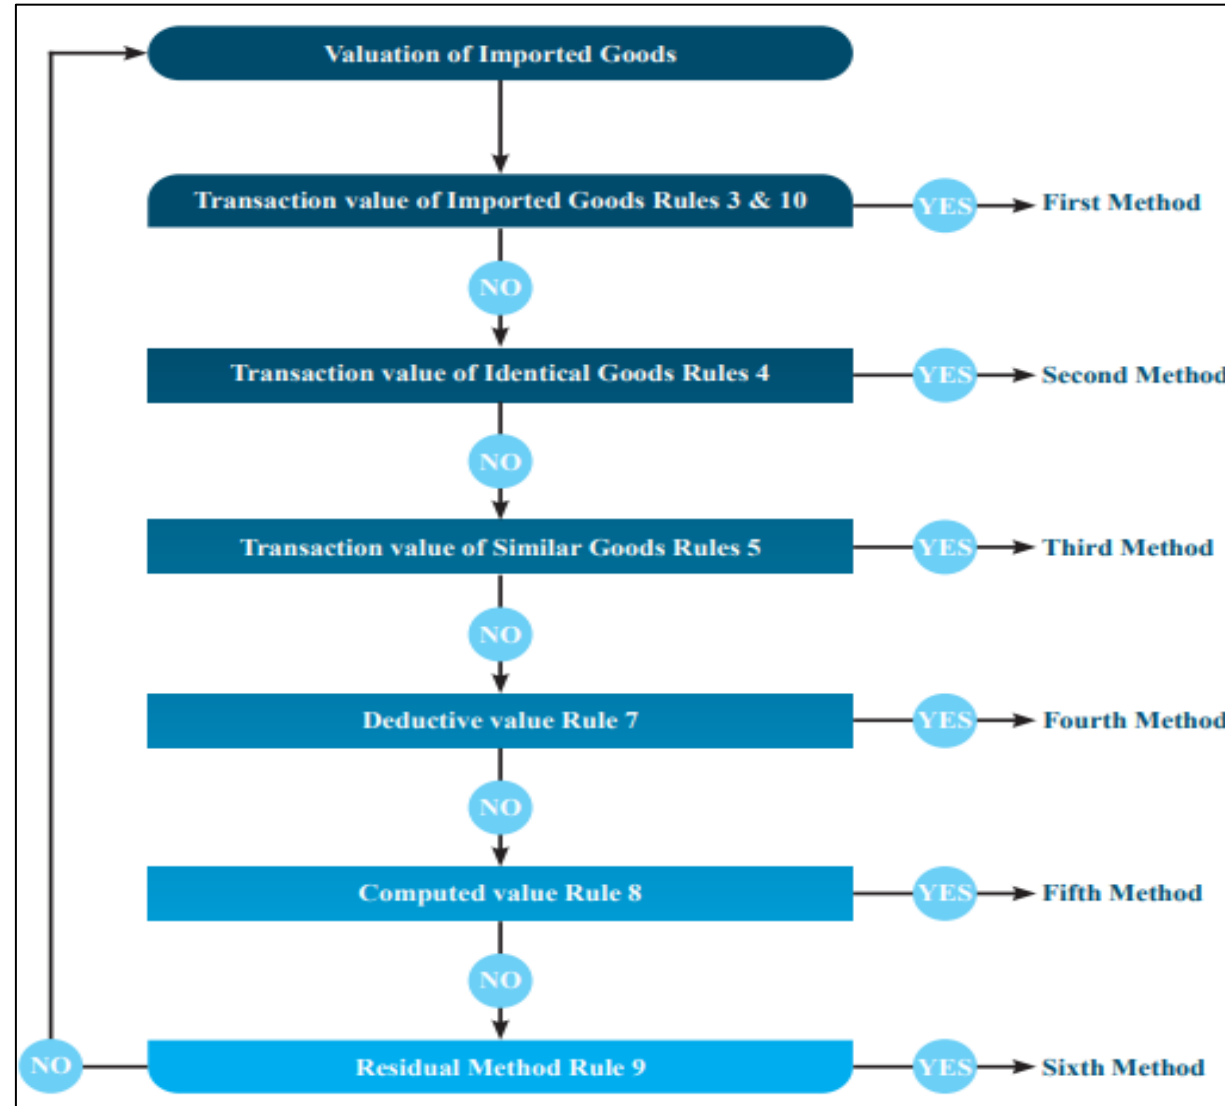 Valuation of Imported Goods
Transaction value of Imported Goods Rules 3 & 10
YES
First Method
NO
Transaction value of Identical Goods Rules 4
YES
Second Method
NO
Transaction value of Similar Goods Rules 5
YES
Third Method
NO
Deductive value Rule 7
YES
Fourth Method
NO
Computed value Rule 8
YES
Fifth Method
NO
NO
Residual Method Rule 9
YES
Sixth Method